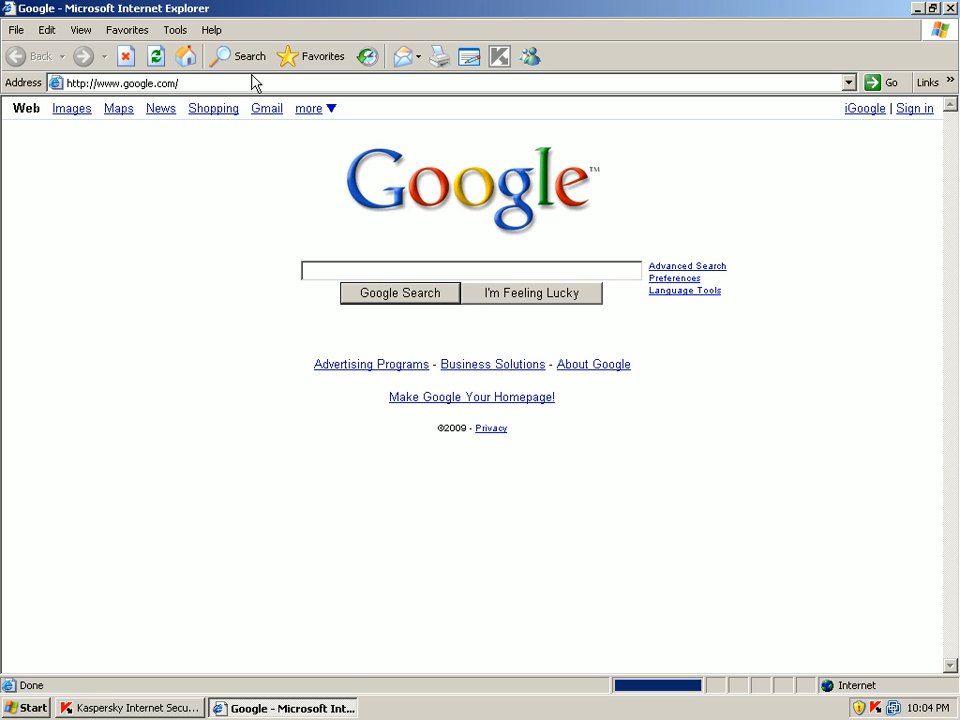 Google - Microsoft Internet Explorer
File Edit View Favorites Tools Help
Back Search Favorites
Address http://www.google.com/ Go Links »
Web Images Maps News Shopping Gmail more ▼ iGoogle | Sign in
Google™
Advanced Search
Preferences
Language Tools
Google Search I'm Feeling Lucky
Advertising Programs - Business Solutions - About Google
Make Google Your Homepage!
©2009 - Privacy
Done Internet
Start Kaspersky Internet Secu... Google - Microsoft Int... 10:04 PM